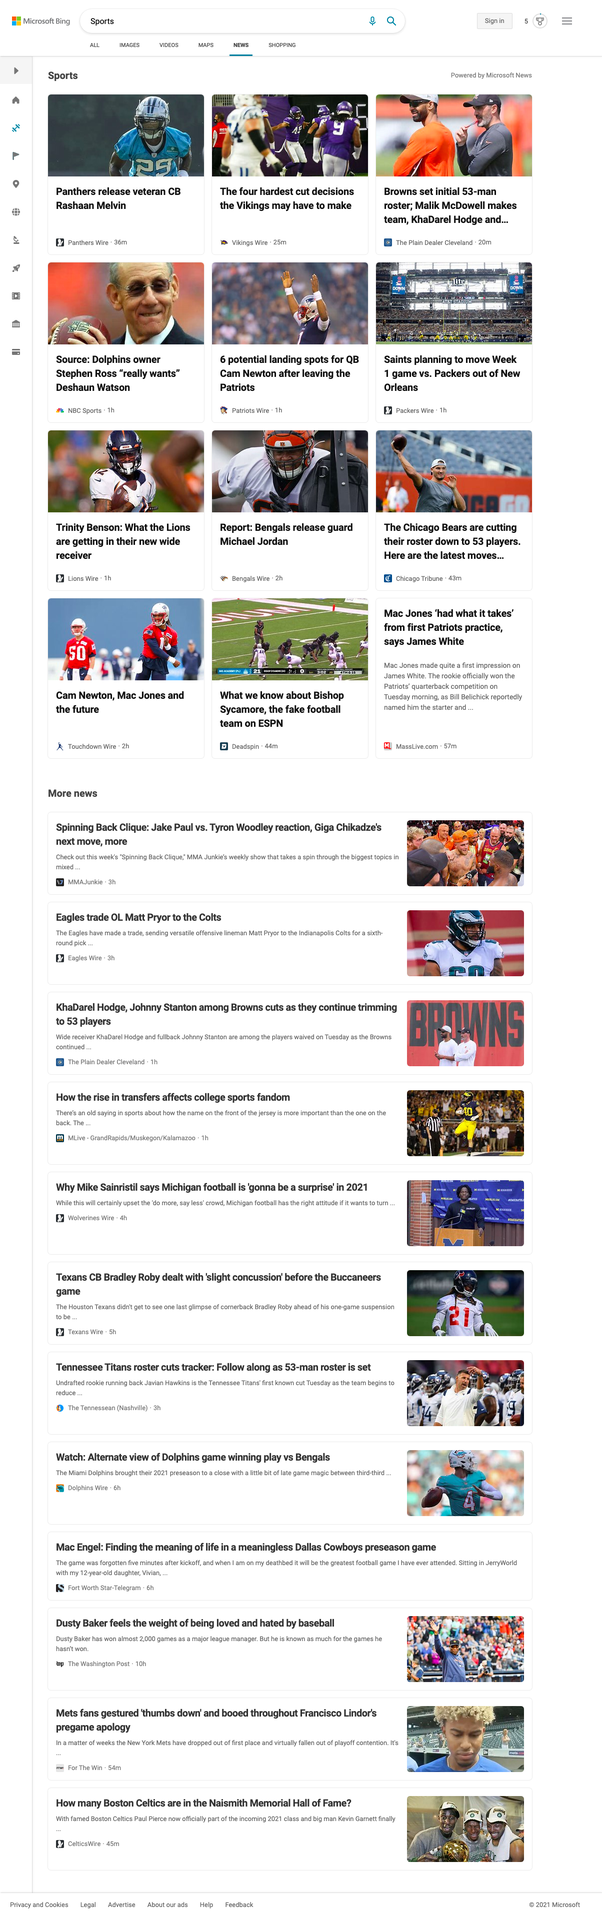 Microsoft Bing
Sports
Sign in
5
ALL IMAGES VIDEOS MAPS NEWS SHOPPING
Sports
Powered by Microsoft News
Panthers release veteran CB
Rashaan Melvin
Panthers Wire · 36m
The four hardest cut decisions
the Vikings may have to make
Vikings Wire · 25m
Browns set initial 53-man
roster; Malik McDowell makes
team, KhaDarel Hodge and...
The Plain Dealer Cleveland · 20m
Source: Dolphins owner
Stephen Ross “really wants”
Deshaun Watson
NBC Sports · 1h
6 potential landing spots for QB
Cam Newton after leaving the
Patriots
Patriots Wire · 1h
Saints planning to move Week
1 game vs. Packers out of New
Orleans
Packers Wire · 1h
Trinity Benson: What the Lions
are getting in their new wide
receiver
Lions Wire · 1h
Report: Bengals release guard
Michael Jordan
Bengals Wire · 2h
The Chicago Bears are cutting
their roster down to 53 players.
Here are the latest moves...
Chicago Tribune · 43m
Cam Newton, Mac Jones and
the future
Touchdown Wire · 2h
What we know about Bishop
Sycamore, the fake football
team on ESPN
Deadspin · 44m
Mac Jones ‘had what it takes’
from first Patriots practice,
says James White
Mac Jones made quite a first impression on
James White. The rookie officially won the
Patriots’ quarterback competition on
Tuesday morning, as Bill Belichick reportedly
named him the starter and ...
MassLive.com · 57m
More news
Spinning Back Clique: Jake Paul vs. Tyron Woodley reaction, Giga Chikadze's
next move, more
Check out this week's "Spinning Back Clique," MMA Junkie's weekly show that takes a spin through the biggest topics in
mixed ...
MMAJunkie · 3h
Eagles trade OL Matt Pryor to the Colts
The Eagles have made a trade, sending versatile offensive lineman Matt Pryor to the Indianapolis Colts for a sixth-
round pick ...
Eagles Wire · 3h
KhaDarel Hodge, Johnny Stanton among Browns cuts as they continue trimming
to 53 players
Wide receiver KhaDarel Hodge and fullback Johnny Stanton are among the players waived on Tuesday as the Browns
continued ...
The Plain Dealer Cleveland · 1h
BROWNS
How the rise in transfers affects college sports fandom
There's an old saying in sports about how the name on the front of the jersey is more important than the one on the
back. The ...
MLive - GrandRapids/Muskegon/Kalamazoo · 1h
Why Mike Sainristil says Michigan football is 'gonna be a surprise' in 2021
While this will certainly upset the 'do more, say less' crowd, Michigan football has the right attitude if it wants to turn ...
Wolverines Wire · 4h
Texans CB Bradley Roby dealt with 'slight concussion' before the Buccaneers
game
The Houston Texans didn't get to see one last glimpse of cornerback Bradley Roby ahead of his one-game suspension
to be ...
Texans Wire · 5h
21
Tennessee Titans roster cuts tracker: Follow along as 53-man roster is set
Undrafted rookie running back Javian Hawkins is the Tennessee Titans' first known cut Tuesday as the team begins to
reduce ...
The Tennessean (Nashville) · 3h
Watch: Alternate view of Dolphins game winning play vs Bengals
The Miami Dolphins brought their 2021 preseason to a close with a little bit of late game magic between third-third ...
Dolphins Wire · 6h
Mac Engel: Finding the meaning of life in a meaningless Dallas Cowboys preseason game
The game was forgotten five minutes after kickoff, and when I am on my deathbed it will be the greatest football game I have ever attended. Sitting in JerryWorld
with my 12-year-old daughter, Vivian, ...
Fort Worth Star-Telegram · 6h
Dusty Baker feels the weight of being loved and hated by baseball
Dusty Baker has won almost 2,000 games as a major league manager. But he is known as much for the games he
hasn't won.
The Washington Post · 10h
Mets fans gestured 'thumbs down' and booed throughout Francisco Lindor's
pregame apology
In a matter of weeks the New York Mets have dropped out of first place and virtually fallen out of playoff contention. It's
...
For The Win · 54m
How many Boston Celtics are in the Naismith Memorial Hall of Fame?
With famed Boston Celtics Paul Pierce now officially part of the incoming 2021 class and big man Kevin Garnett finally
...
CelticsWire · 45m
Privacy and Cookies Legal Advertise About our ads Help Feedback
© 2021 Microsoft